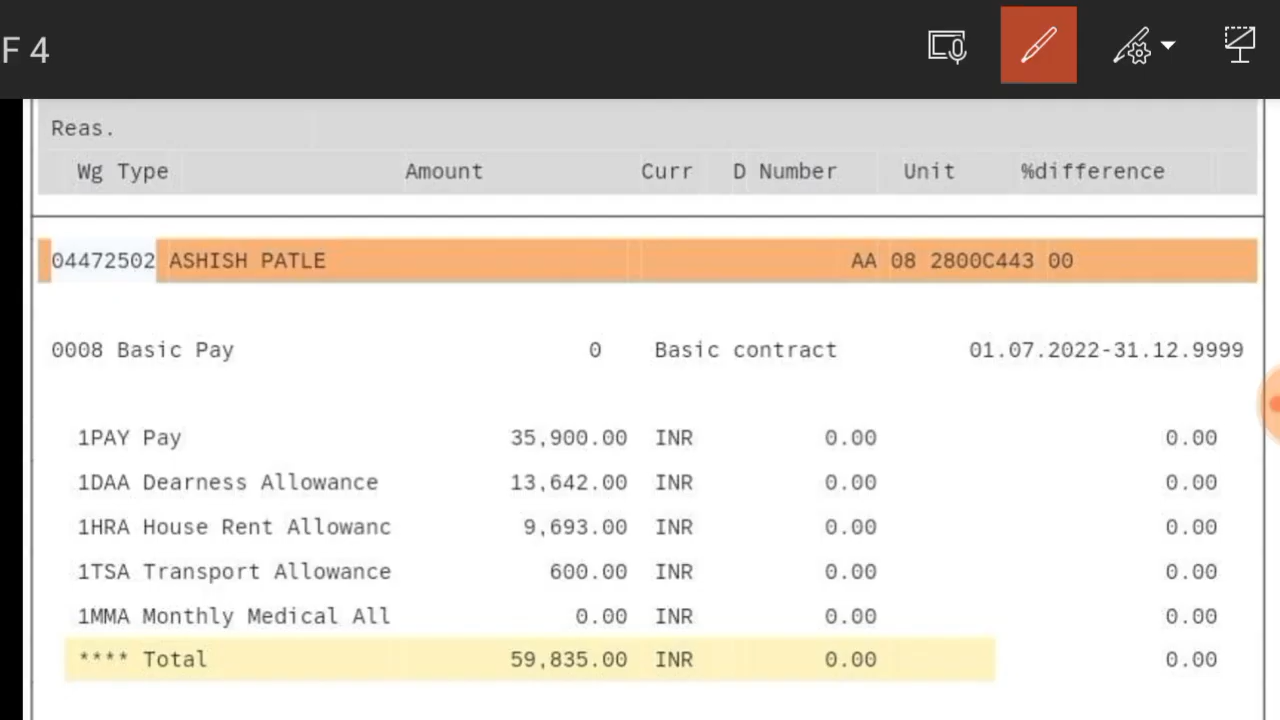 F 4
Reas.
Wg Type Amount Curr D Number Unit %difference
04472502 ASHISH PATLE AA 08 2800C443 00
0008 Basic Pay 0 Basic contract 01.07.2022-31.12.9999
1PAY Pay 35,900.00 INR 0.00 0.00
1DAA Dearness Allowance 13,642.00 INR 0.00 0.00
1HRA House Rent Allowanc 9,693.00 INR 0.00 0.00
1TSA Transport Allowance 600.00 INR 0.00 0.00
1MMA Monthly Medical All 0.00 INR 0.00 0.00
**** Total 59,835.00 INR 0.00 0.00